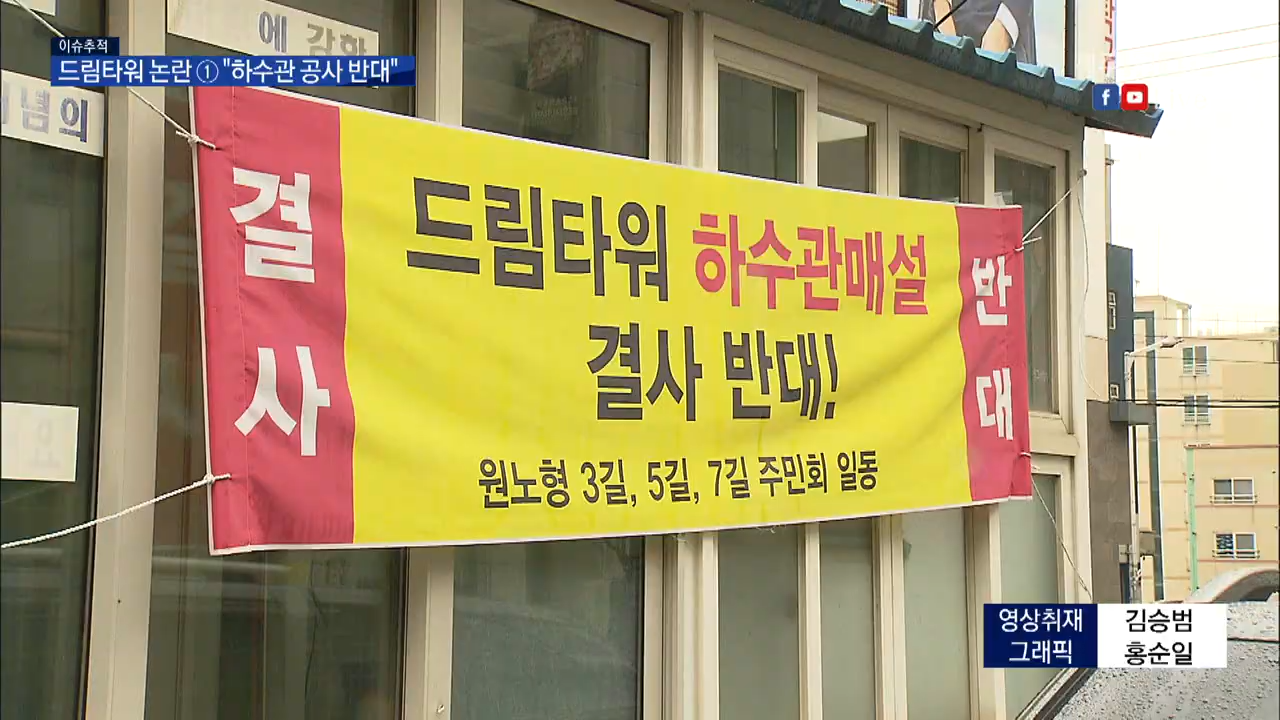 이슈추적
드림타워 논란 ① "하수관 공사 반대"
에 강한
념의
결사
드림타워 하수관매설
결사 반대!
원노형 3길, 5길, 7길 주민회 일동
반대
영상취재 김승범
그래픽 홍순일